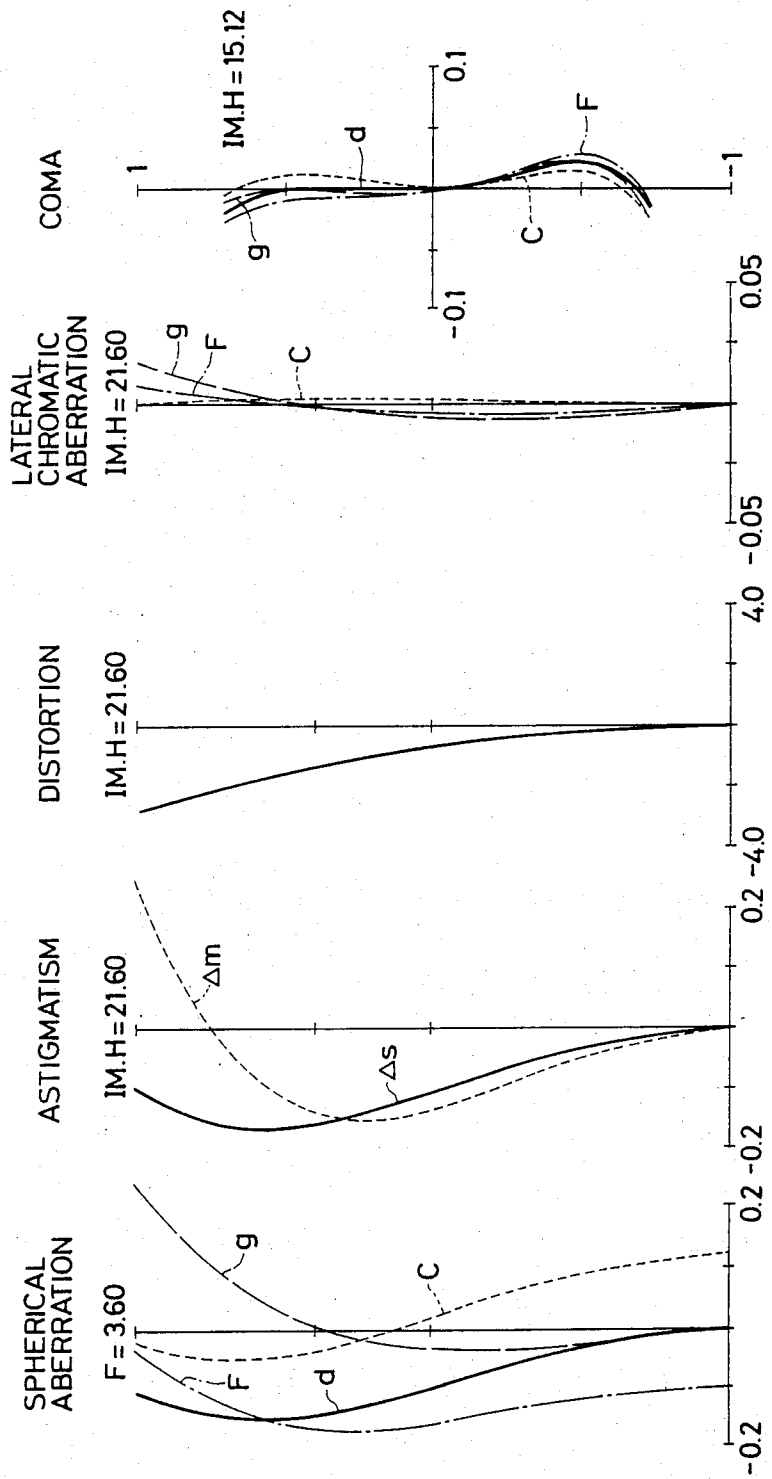 SPHERICAL
ABERRATION
F = 3.60
g
F
C
d
-0.2
0.2
ASTIGMATISM
IM.H = 21.60
Δm
Δs
-0.2
0.2
DISTORTION
IM.H = 21.60
-4.0
4.0
LATERAL
CHROMATIC
ABERRATION
IM.H = 21.60
g
F
C
-0.05
0.05
COMA
1
IM.H = 15.12
g
d
-0.1
0.1
C
F
-1